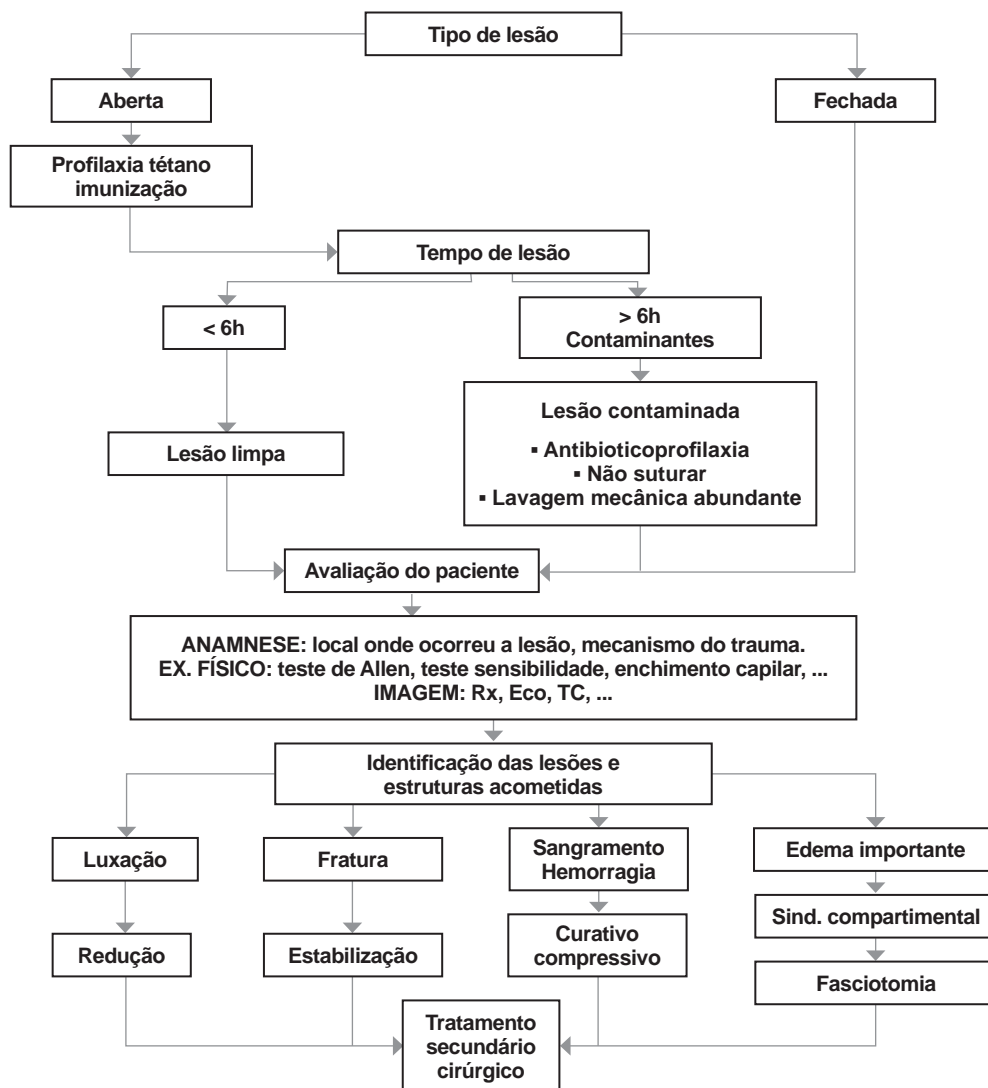 Tipo de lesão
Aberta
Fechada
Profilaxia tétano
imunização
Tempo de lesão
< 6h
> 6h
Contaminantes
Lesão contaminada
▪ Antibioticoprofilaxia
▪ Não suturar
▪ Lavagem mecânica abundante
Lesão limpa
Avaliação do paciente
ANAMNESE: local onde ocorreu a lesão, mecanismo do trauma.
EX. FÍSICO: teste de Allen, teste sensibilidade, enchimento capilar, ...
IMAGEM: Rx, Eco, TC, ...
Identificação das lesões e
estruturas acometidas
Luxação
Fratura
Sangramento
Hemorragia
Edema importante
Redução
Estabilização
Curativo
compressivo
Sind. compartimental
Fasciotomia
Tratamento
secundário
cirúrgico